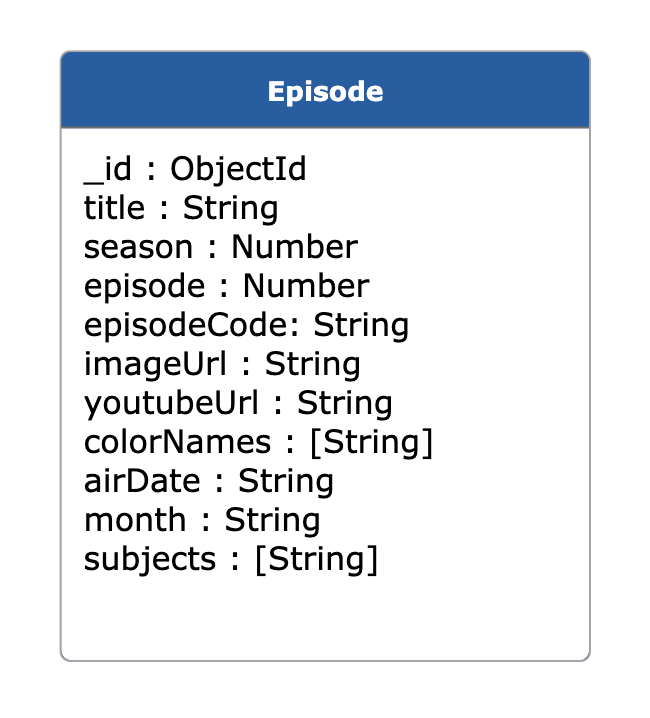 Episode
_id : ObjectId
title : String
season : Number
episode : Number
episodeCode: String
imageUrl : String
youtubeUrl : String
colorNames : [String]
airDate : String
month : String
subjects : [String]